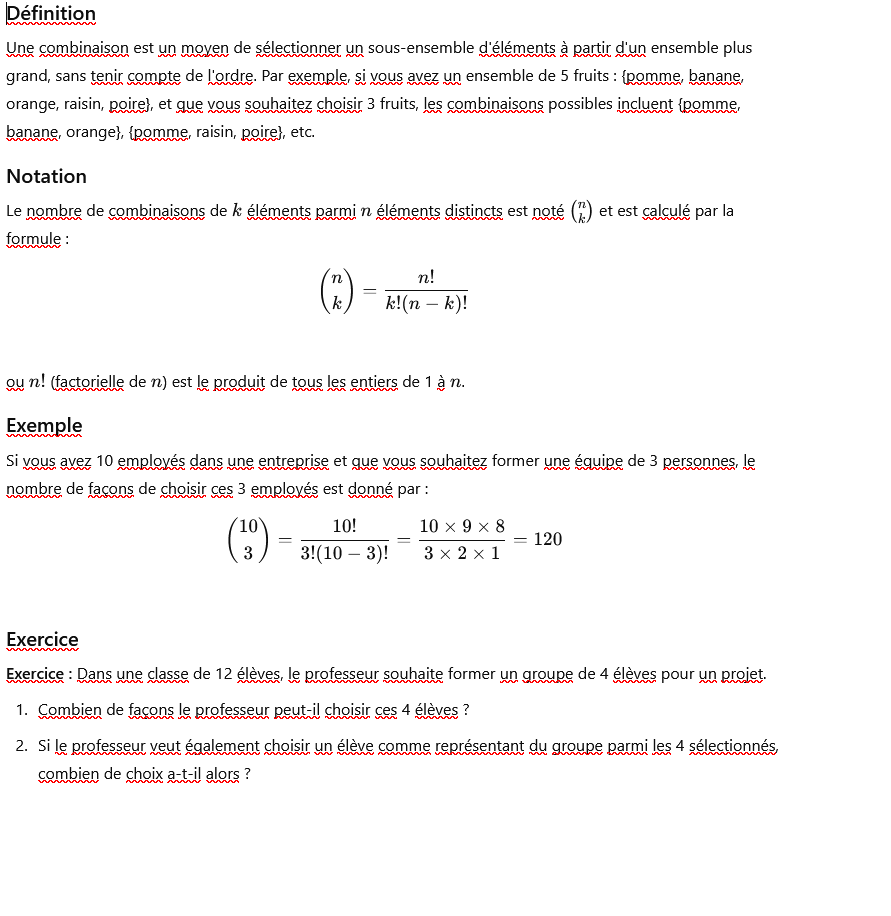 Définition
Une combinaison est un moyen de sélectionner un sous-ensemble d'éléments à partir d'un ensemble plus
grand, sans tenir compte de l'ordre. Par exemple, si vous avez un ensemble de 5 fruits : {pomme, banane,
orange, raisin, poire}, et que vous souhaitez choisir 3 fruits, les combinaisons possibles incluent {pomme,
banane, orange}, {pomme, raisin, poire}, etc.
Notation
Le nombre de combinaisons de k éléments parmi n éléments distincts est noté \binom{n}{k} et est calculé par la
formule :
\binom{n}{k} = \frac{n!}{k!(n − k)!}
ou n! (factorielle de n) est le produit de tous les entiers de 1 à n.
Exemple
Si vous avez 10 employés dans une entreprise et que vous souhaitez former une équipe de 3 personnes, le
nombre de façons de choisir ces 3 employés est donné par :
\binom{10}{3} = \frac{10!}{3!(10 − 3)!} = \frac{10 × 9 × 8}{3 × 2 × 1} = 120
Exercice
Exercice : Dans une classe de 12 élèves, le professeur souhaite former un groupe de 4 élèves pour un projet.
1. Combien de façons le professeur peut-il choisir ces 4 élèves ?
2. Si le professeur veut également choisir un élève comme représentant du groupe parmi les 4 sélectionnés,
combien de choix a-t-il alors ?